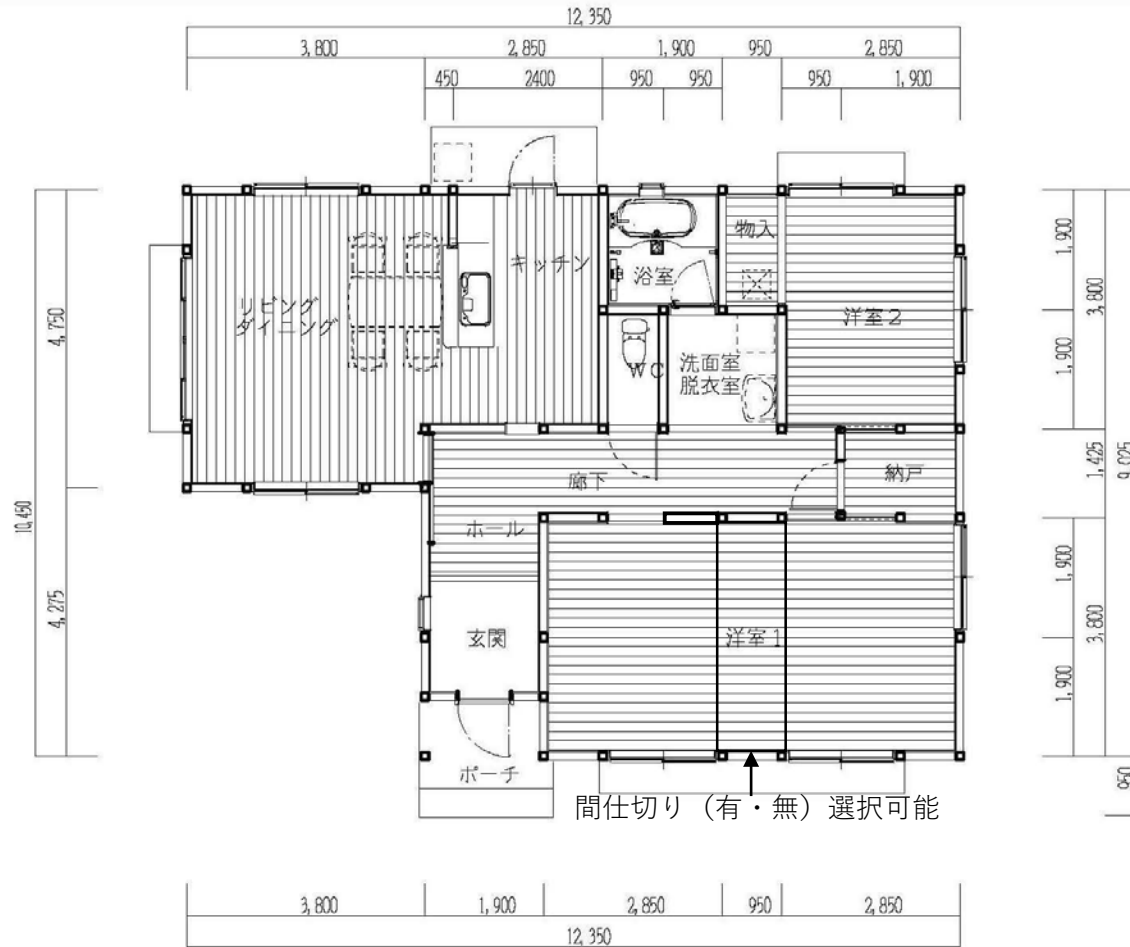 12,350
3,800
2,850
1,900
950
2,850
450
2400
950
950
950
1,900
物入
キッチン
浴室
リビング
ダイニング
洋室2
WC
洗面室
脱衣室
廊下
納戸
ホール
玄関
洋室1
ポーチ
間仕切り（有・無）選択可能
4,750
10,450
4,275
1,900
3,800
1,900
1,425
9,025
1,900
3,800
1,900
950
3,800
1,900
2,850
950
2,850
12,350